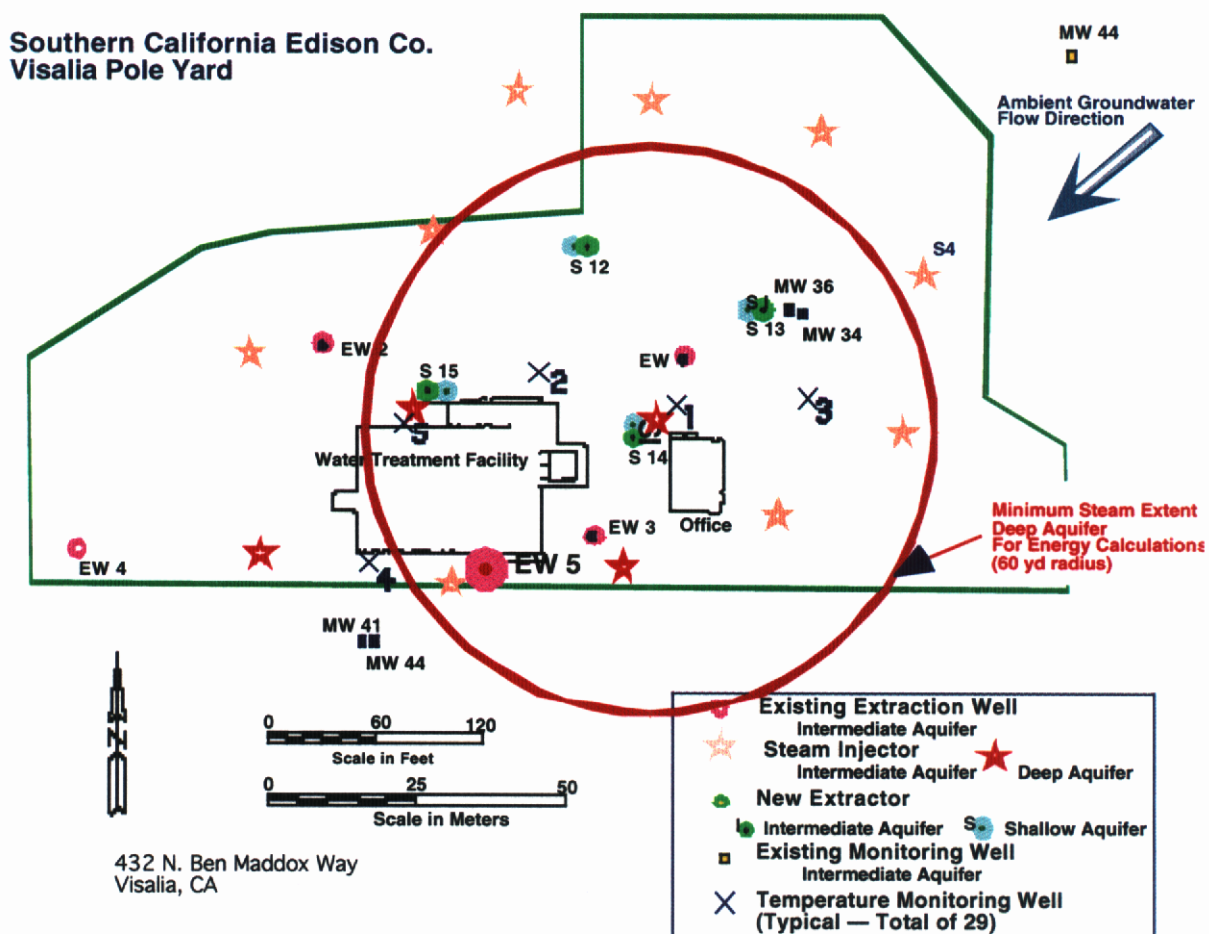 Southern California Edison Co.
Visalia Pole Yard
MW 44
Ambient Groundwater
Flow Direction
S4
S 12
MW 36
SI
S 13
MW 34
EW 2
EW
S 15
2
1
3
5
S 14
Water Treatment Facility
EW 3
Office
Minimum Steam Extent
Deep Aquifer
For Energy Calculations
(60 yd radius)
EW 4
4
EW 5
MW 41
MW 44
N
0 60 120
Scale in Feet
0 25 50
Scale in Meters
432 N. Ben Maddox Way
Visalia, CA
Existing Extraction Well
Intermediate Aquifer
Steam Injector
Intermediate Aquifer Deep Aquifer
New Extractor
I Intermediate Aquifer S Shallow Aquifer
Existing Monitoring Well
Intermediate Aquifer
Temperature Monitoring Well
(Typical — Total of 29)